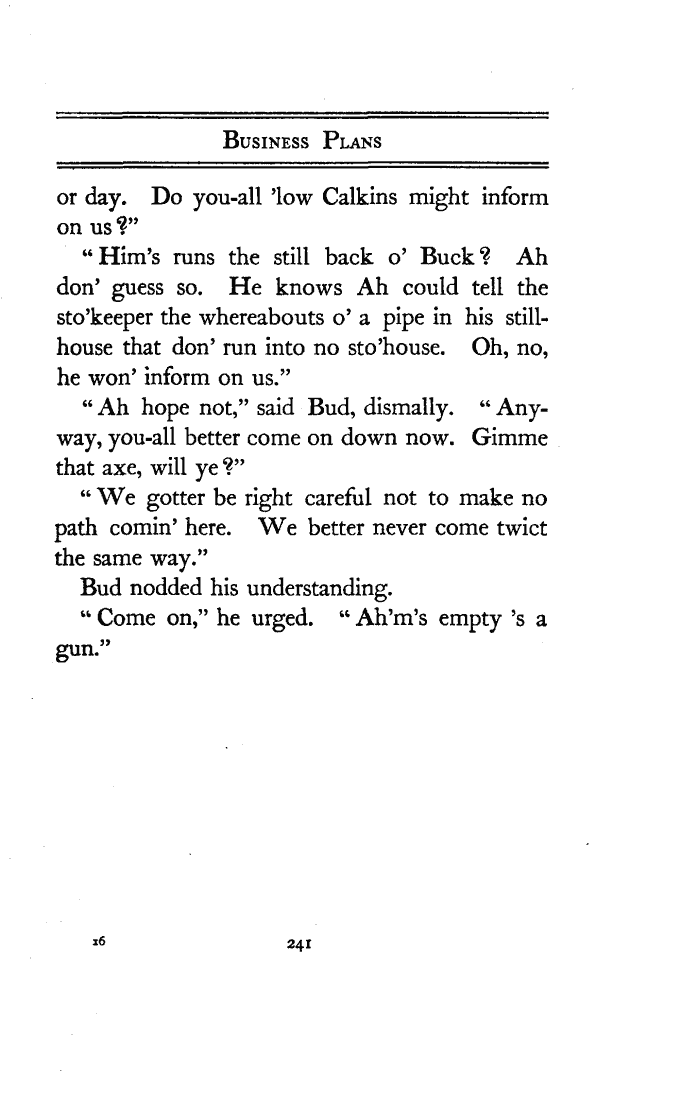 Business Plans
or day. Do you-all ’low Calkins might inform
on us?”
“Him’s runs the still back o’ Buck? Ah
don’ guess so. He knows Ah could tell the
sto’keeper the whereabouts o’ a pipe in his still-
house that don’ run into no sto’house. Oh, no,
he won’ inform on us.”
“Ah hope not,” said Bud, dismally. “Any-
way, you-all better come on down now. Gimme
that axe, will ye?”
“We gotter be right careful not to make no
path comin’ here. We better never come twict
the same way.”
Bud nodded his understanding.
“Come on,” he urged. “Ah’m’s empty ’s a
gun.”
16 241